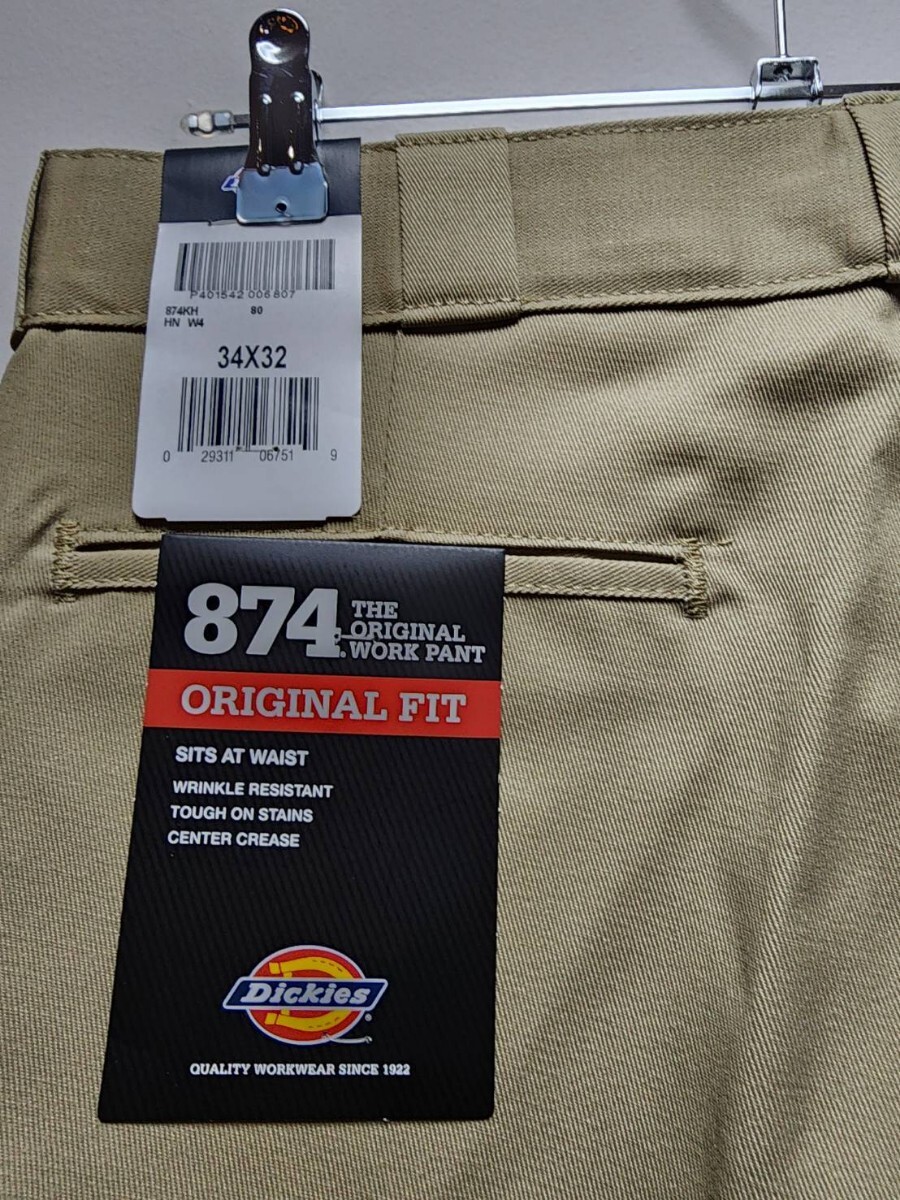 P401542 006807
874KH 80
HN W4
34X32
0 29311 06751 9
874 THE
ORIGINAL
WORK PANT
ORIGINAL FIT
SITS AT WAIST
WRINKLE RESISTANT
TOUGH ON STAINS
CENTER CREASE
Dickies®
QUALITY WORKWEAR SINCE 1922